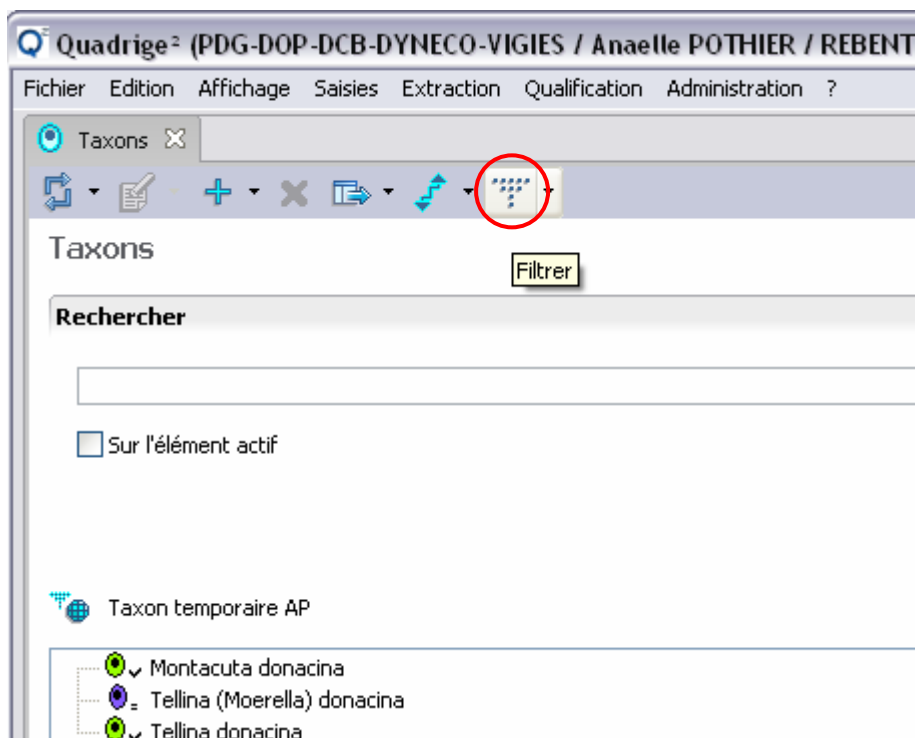 Quadrige² (PDG-DOP-DCB-DYNECO-VIGIES / Anaelle POTHIER / REBENT
Fichier Edition Affichage Saisies Extraction Qualification Administration ?
Taxons
Taxons
Filtrer
Rechercher
Sur l'élément actif
Taxon temporaire AP
Montacuta donacina
Tellina (Moerella) donacina
Tellina donacina